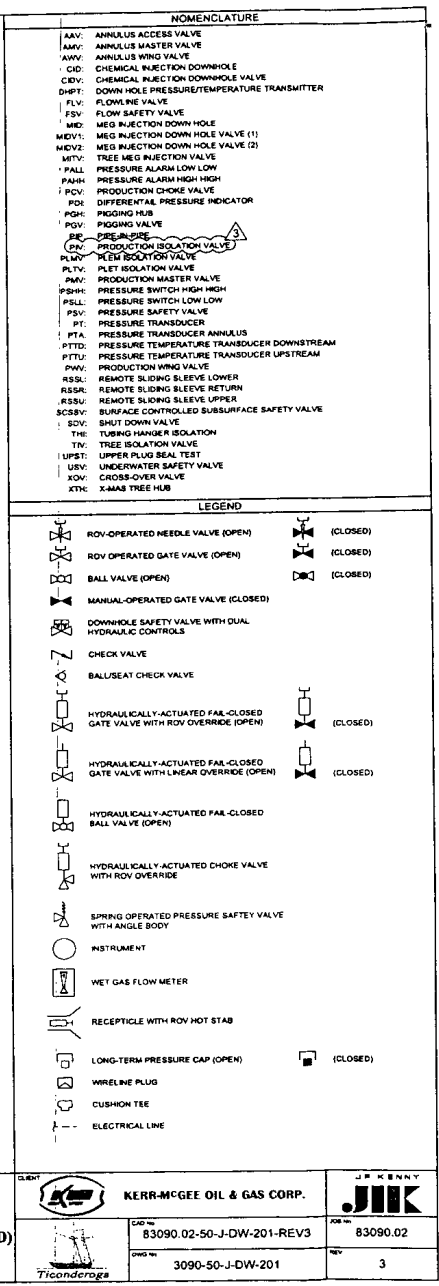 NOMENCLATURE
AAV: ANNULUS ACCESS VALVE
AMV: ANNULUS MASTER VALVE
AWV: ANNULUS WING VALVE
CID: CHEMICAL INJECTION DOWNHOLE
CIDV: CHEMICAL INJECTION DOWNHOLE VALVE
DHPT: DOWN HOLE PRESSURE/TEMPERATURE TRANSMITTER
FLV: FLOWLINE VALVE
FSV: FLOW SAFETY VALVE
MID: MEG INJECTION DOWN HOLE
MIDV1: MEG INJECTION DOWN HOLE VALVE (1)
MIDV2: MEG INJECTION DOWN HOLE VALVE (2)
MITV: TREE MEG INJECTION VALVE
PALL PRESSURE ALARM LOW LOW
PAHH PRESSURE ALARM HIGH HIGH
PCV: PRODUCTION CHOKE VALVE
PDI: DIFFERENTAIL PRESSURE INDICATOR
PGH: PIGGING HUB
PGV: PIGGING VALVE
PIP PIPE-IN-PIPE
PIV: PRODUCTION ISOLATION VALVE 3
PLMV: PLEM ISOLATION VALVE
PLTV: PLET ISOLATION VALVE
PMV: PRODUCTION MASTER VALVE
PSHH: PRESSURE SWITCH HIGH HIGH
PSLL: PRESSURE SWITCH LOW LOW
PSV: PRESSURE SAFETY VALVE
PT: PRESSURE TRANSDUCER
PTA: PRESSURE TRANSDUCER ANNULUS
PTTD: PRESSURE TEMPERATURE TRANSDUCER DOWNSTREAM
PTTU: PRESSURE TEMPERATURE TRANSDUCER UPSTREAM
PWV: PRODUCTION WING VALVE
RSSL: REMOTE SLIDING SLEEVE LOWER
RSSR: REMOTE SLIDING SLEEVE RETURN
RSSU: REMOTE SLIDING SLEEVE UPPER
SCSSV: SURFACE CONTROLLED SUBSURFACE SAFETY VALVE
SDV: SHUT DOWN VALVE
THI: TUBING HANGER ISOLATION
TIV: TREE ISOLATION VALVE
UPST: UPPER PLUG SEAL TEST
USV: UNDERWATER SAFETY VALVE
XOV: CROSS-OVER VALVE
XTH: X-MAS TREE HUB
LEGEND
ROV-OPERATED NEEDLE VALVE (OPEN) (CLOSED)
ROV OPERATED GATE VALVE (OPEN) (CLOSED)
BALL VALVE (OPEN) (CLOSED)
MANUAL-OPERATED GATE VALVE (CLOSED)
DOWNHOLE SAFETY VALVE WITH DUAL
HYDRAULIC CONTROLS
CHECK VALVE
BALL/SEAT CHECK VALVE
HYDRAULICALLY-ACTUATED FAIL-CLOSED
GATE VALVE WITH ROV OVERRIDE (OPEN) (CLOSED)
HYDRAULICALLY-ACTUATED FAIL-CLOSED
GATE VALVE WITH LINEAR OVERRIDE (OPEN) (CLOSED)
HYDRAULICALLY-ACTUATED FAIL-CLOSED
BALL VALVE (OPEN)
HYDRAULICALLY-ACTUATED CHOKE VALVE
WITH ROV OVERRIDE
SPRING OPERATED PRESSURE SAFTEY VALVE
WITH ANGLE BODY
INSTRUMENT
WET GAS FLOW METER
RECEPTICLE WITH ROV HOT STAB
LONG-TERM PRESSURE CAP (OPEN) (CLOSED)
WIRELINE PLUG
CUSHION TEE
ELECTRICAL LINE
CLIENT
KERR-McGEE OIL & GAS CORP.
J P KENNY
JPK
D)
Ticonderoga
CAD No
83090.02-50-J-DW-201-REV3
JOB No
83090.02
DWG No
3090-50-J-DW-201
REV
3